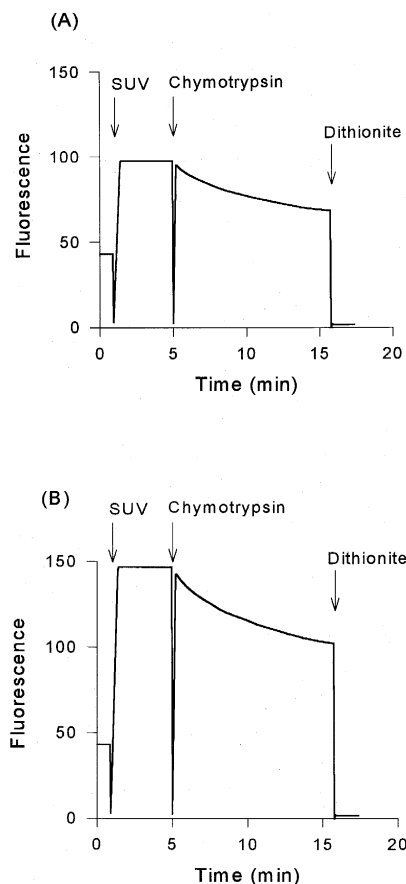 (A)
SUV Chymotrypsin
Dithionite
150
100
50
0
Fluorescence
0 5 10 15 20
Time (min)
(B)
SUV Chymotrypsin
Dithionite
150
100
50
0
Fluorescence
0 5 10 15 20
Time (min)